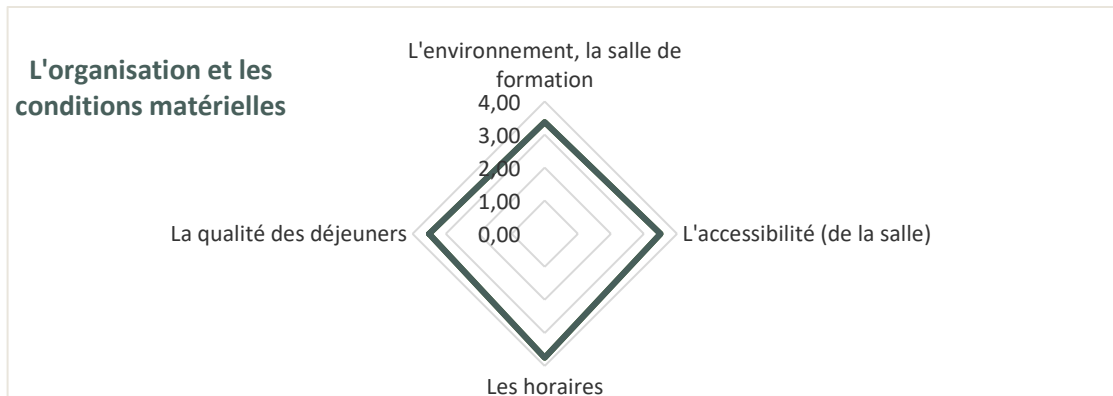 L'organisation et les
conditions matérielles
L'environnement, la salle de
formation
4,00
3,00
2,00
1,00
0,00
La qualité des déjeuners
L'accessibilité (de la salle)
Les horaires